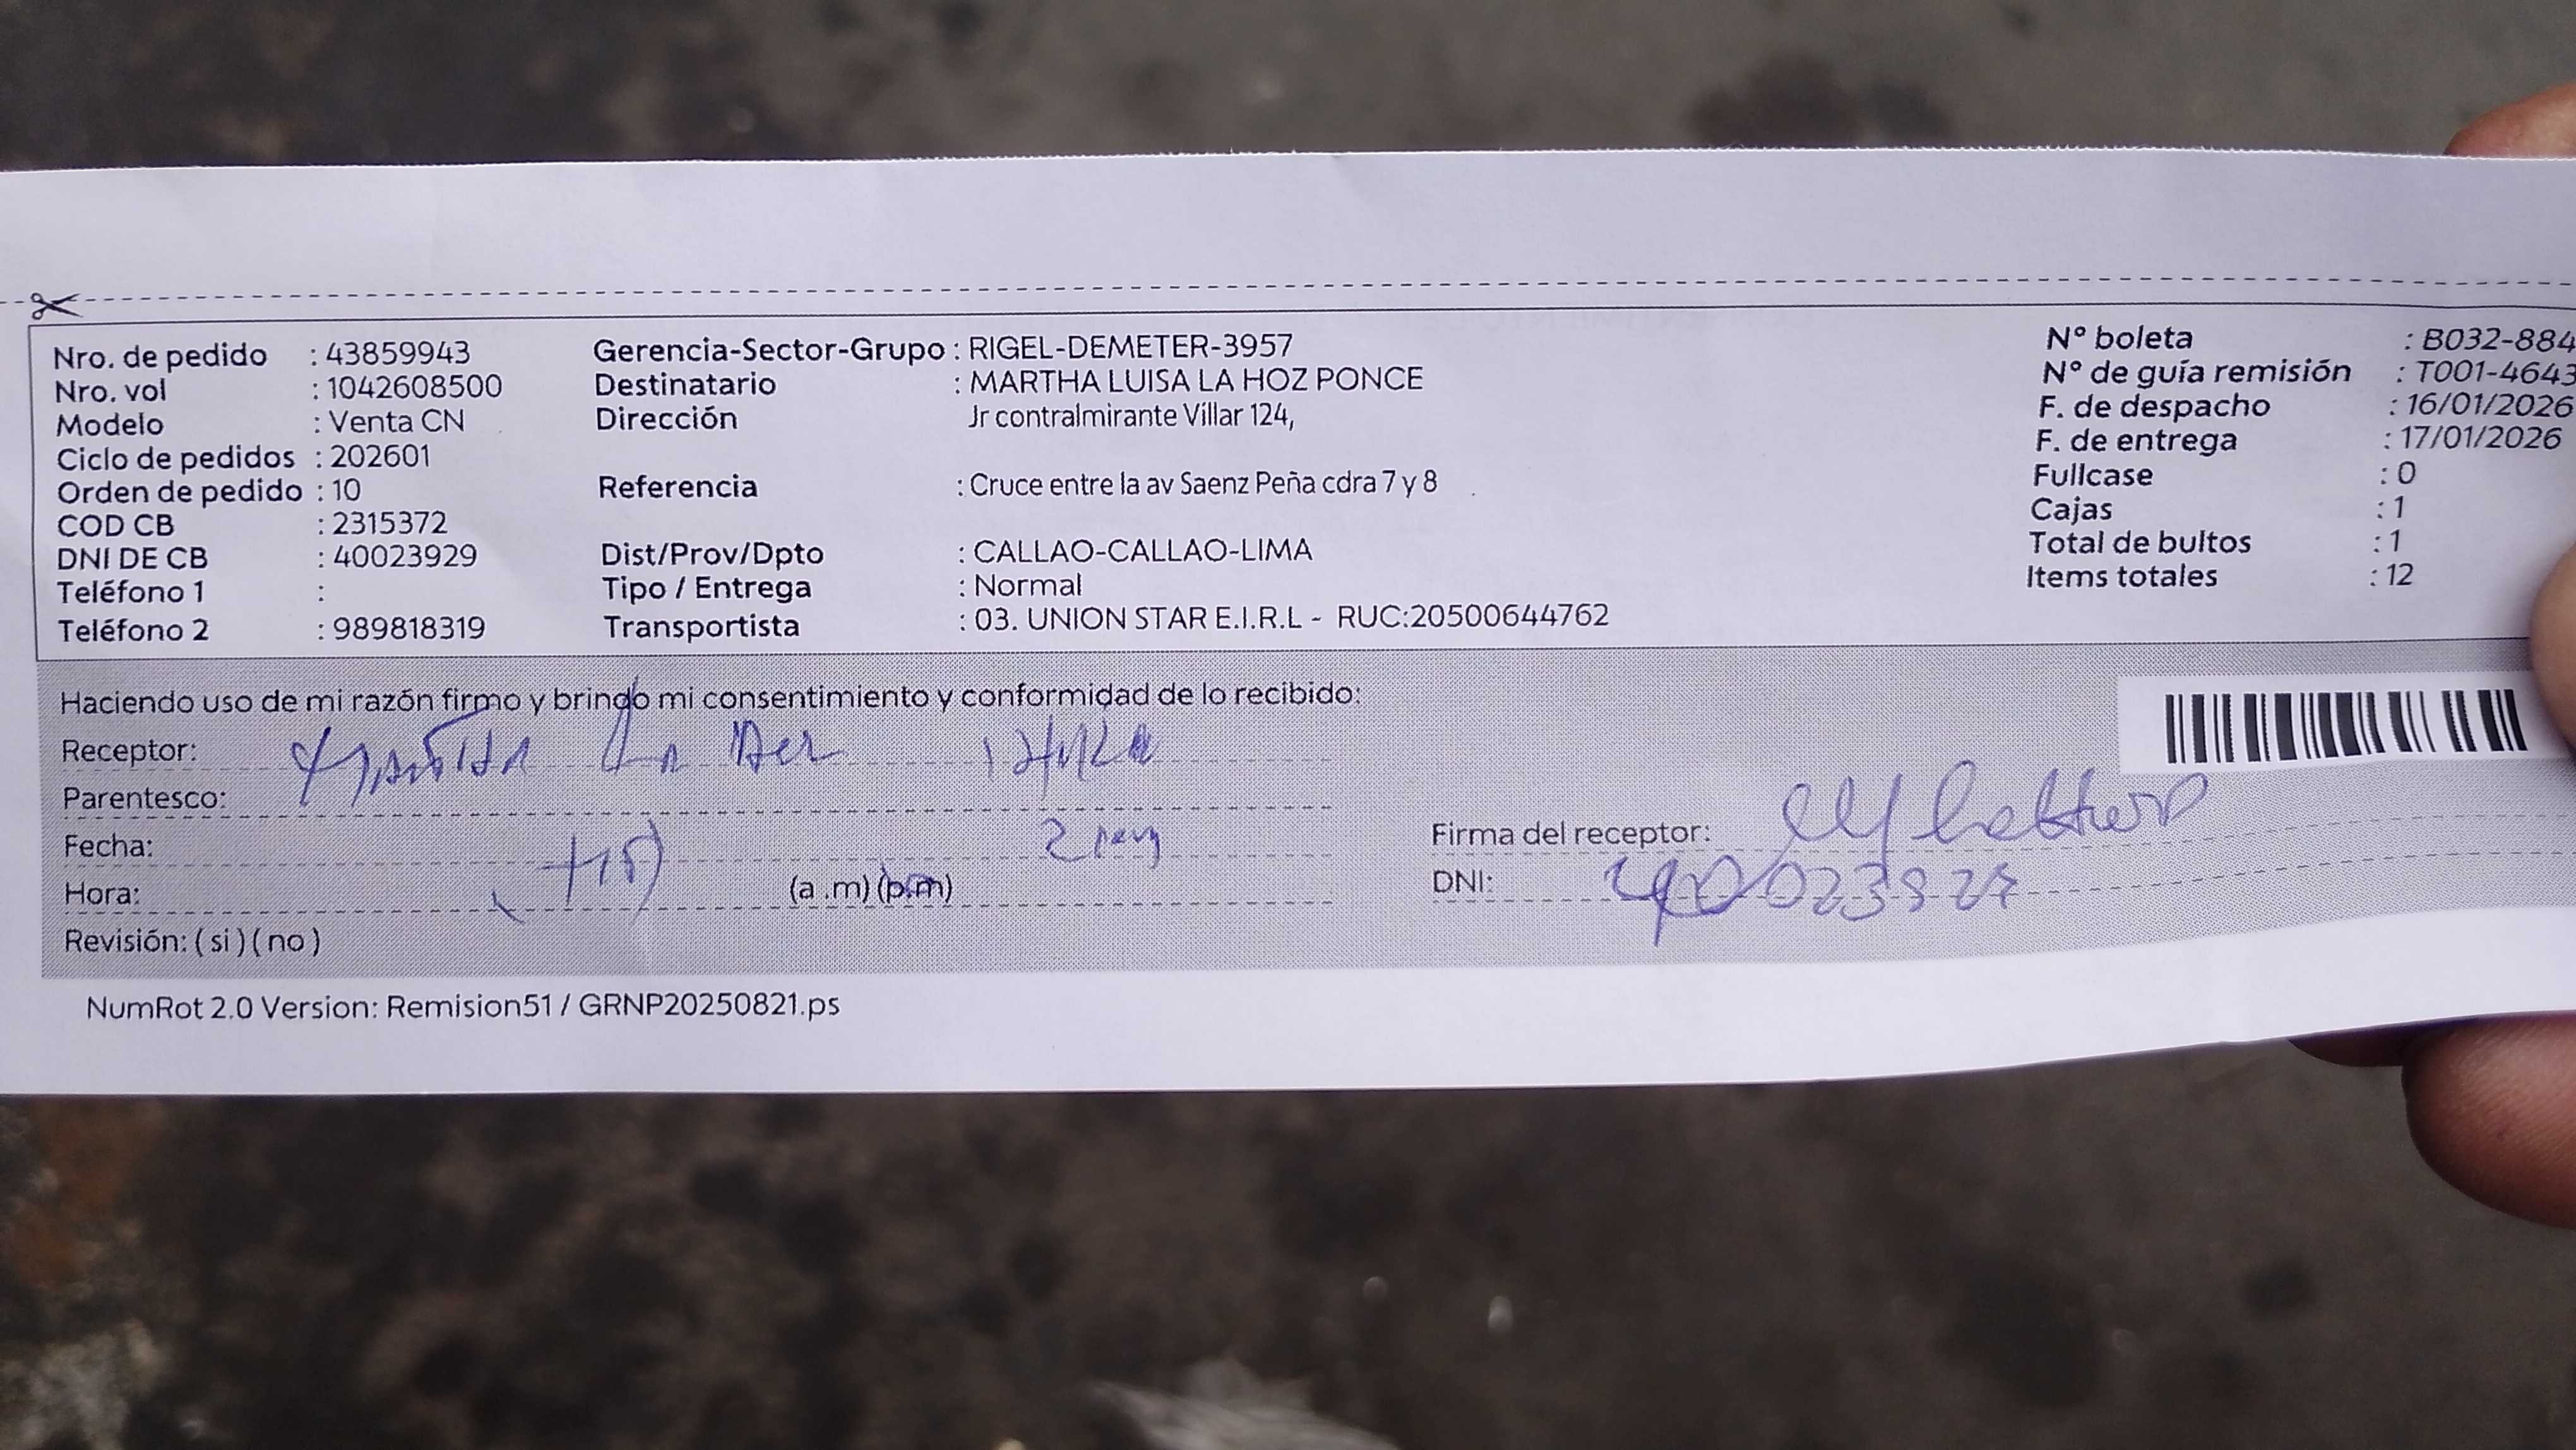 Nro. de pedido : 43859943
Nro. vol : 1042608500
Modelo : Venta CN
Ciclo de pedidos : 202601
Orden de pedido : 10
COD CB : 2315372
DNI DE CB : 40023929
Teléfono 1 :
Teléfono 2 : 989818319
Gerencia-Sector-Grupo : RIGEL-DEMETER-3957
Destinatario : MARTHA LUISA LA HOZ PONCE
Dirección Jr contralmirante Villar 124,
Referencia : Cruce entre la av Saenz Peña cdra 7 y 8
Dist/Prov/Dpto : CALLAO-CALLAO-LIMA
Tipo / Entrega : Normal
Transportista : 03. UNION STAR E.I.R.L - RUC:20500644762
N° boleta : B032-884
N° de guía remisión : T001-4643
F. de despacho : 16/01/2026
F. de entrega : 17/01/2026
Fullcase : 0
Cajas : 1
Total de bultos : 1
Items totales : 12
Haciendo uso de mi razón firmo y brindo mi consentimiento y conformidad de lo recibido:
Receptor:
Parentesco:
Fecha:
Hora: (a .m) (p.m)
Revisión: ( si ) ( no )
Firma del receptor:
DNI:
NumRot 2.0 Version: Remision51 / GRNP20250821.ps